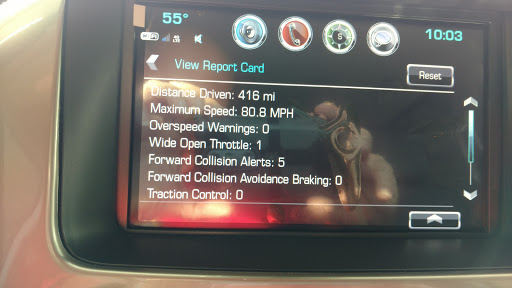 55°
10:03
View Report Card
Reset
Distance Driven: 416 mi
Maximum Speed: 80.8 MPH
Overspeed Warnings: 0
Wide Open Throttle: 1
Forward Collision Alerts: 5
Forward Collision Avoidance Braking: 0
Traction Control: 0